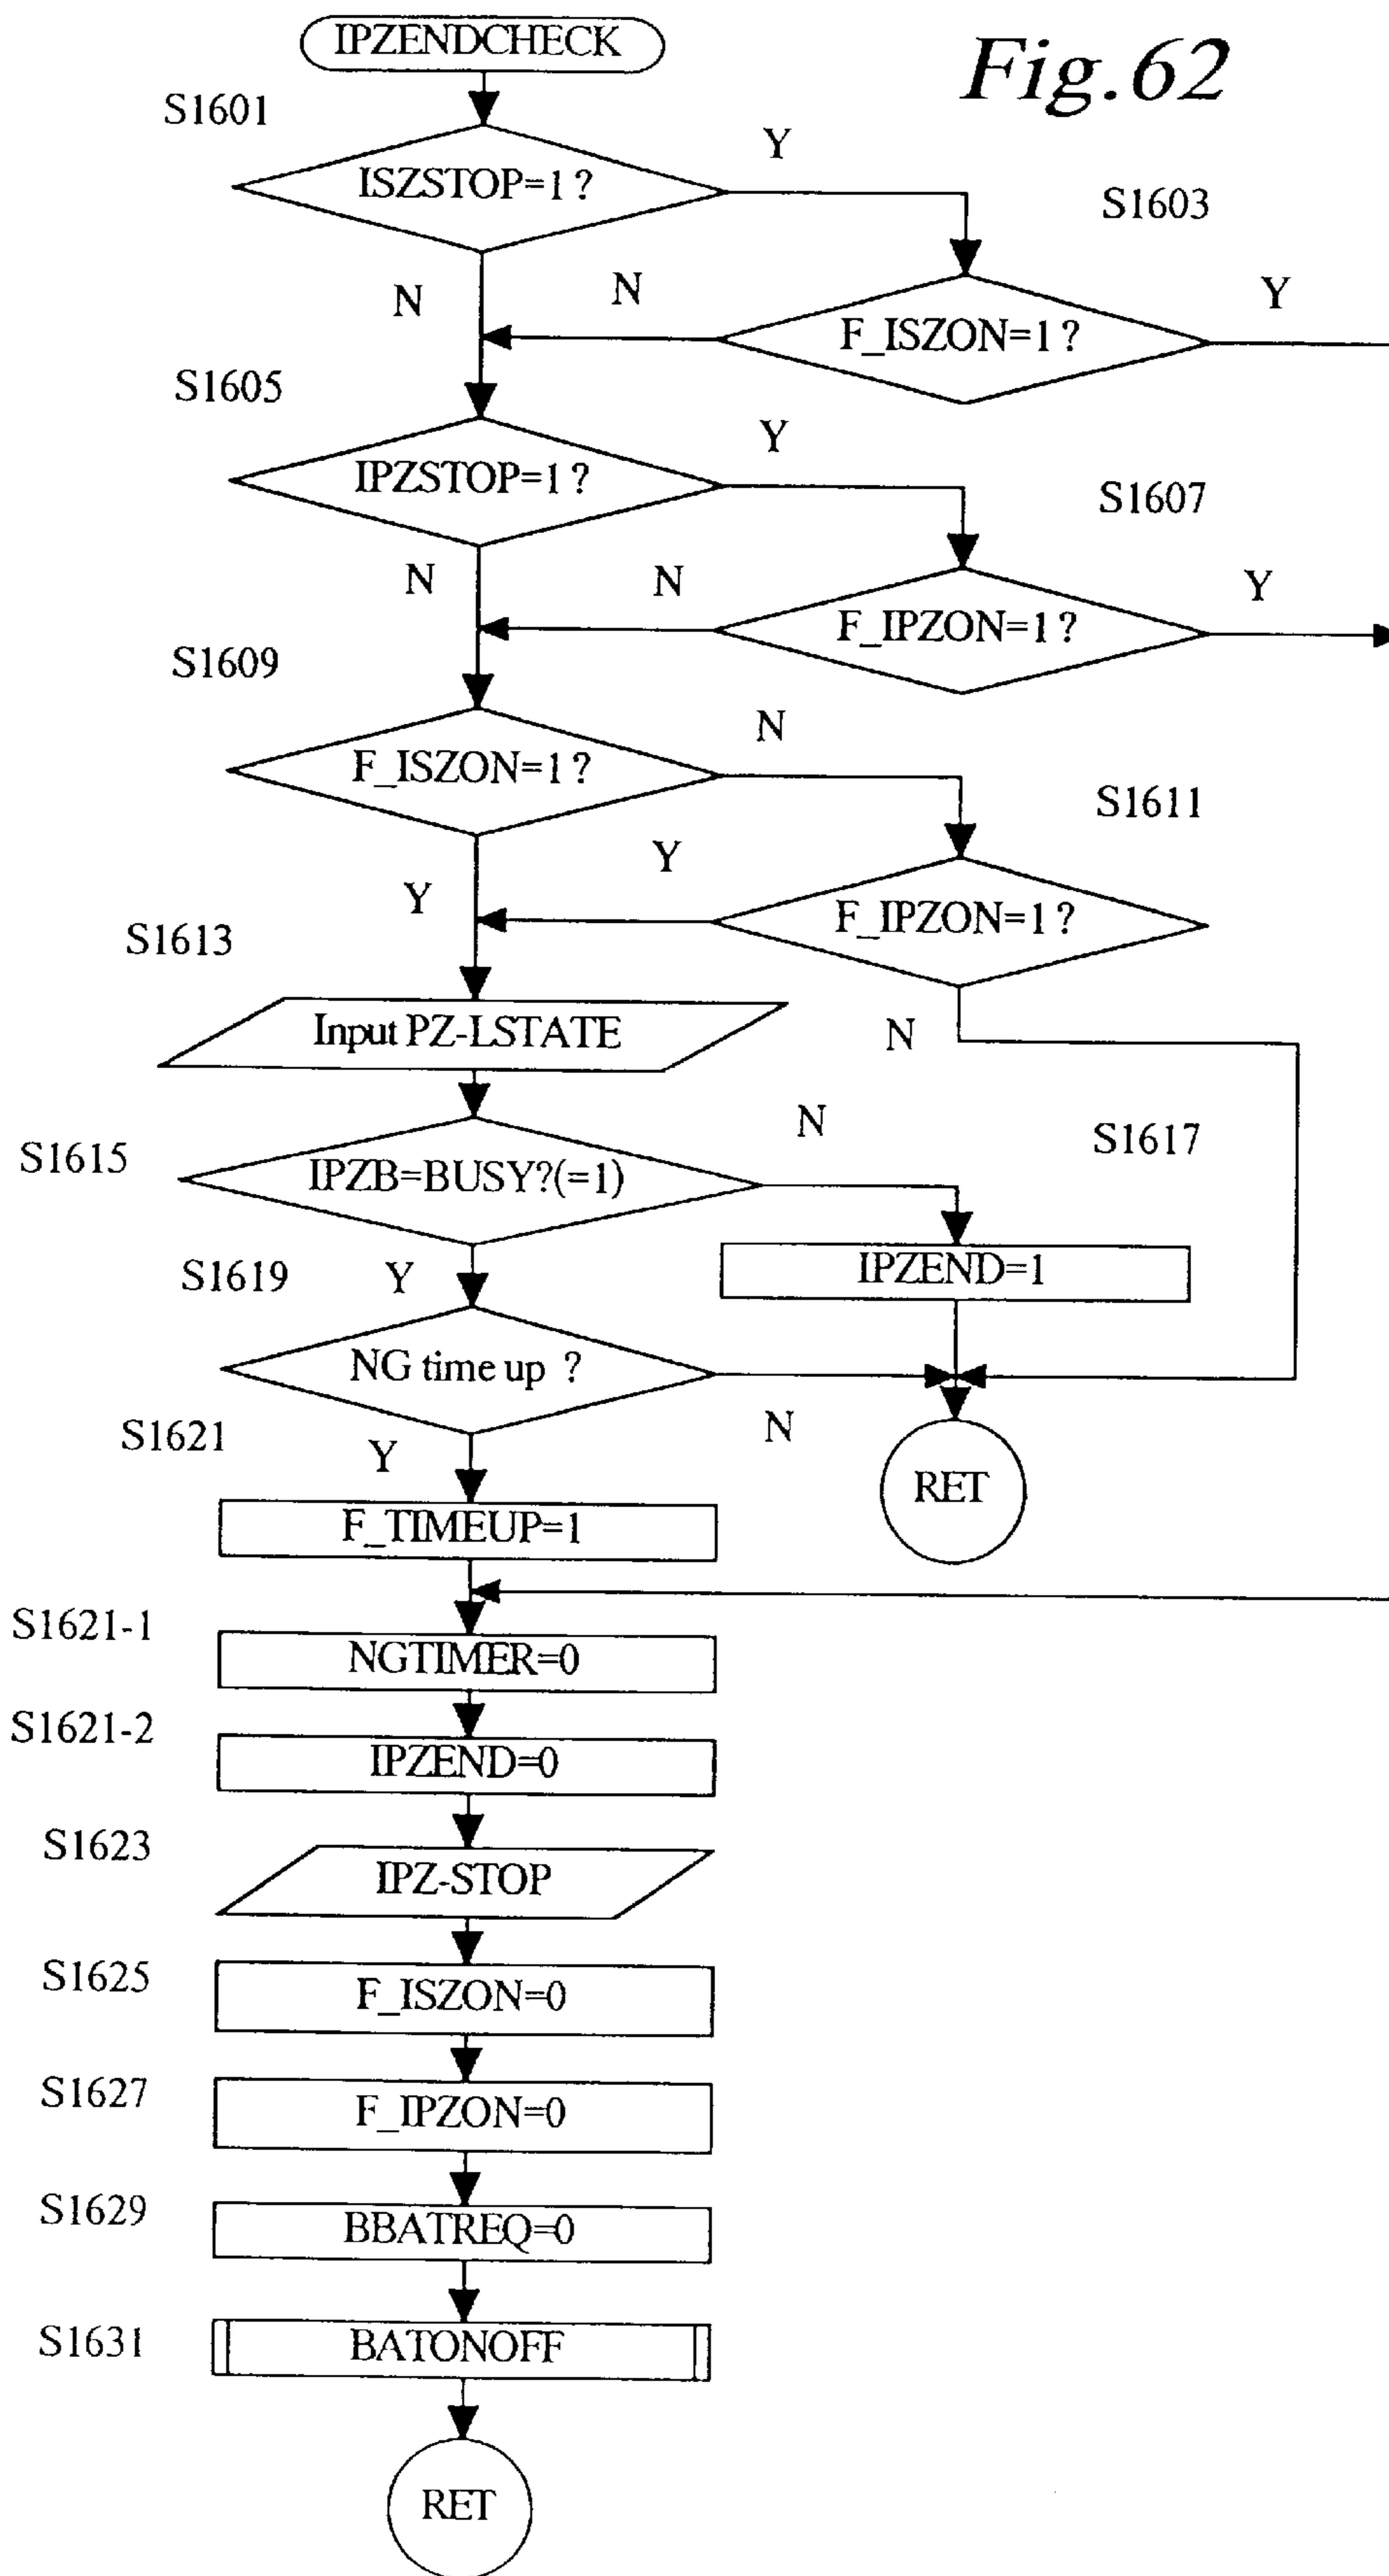 IPZENDCHECK
Fig.62
S1601
ISZSTOP=1?
Y
S1603
N
N
F_ISZON=1?
Y
S1605
IPZSTOP=1?
Y
S1607
N
N
F_IPZON=1?
Y
S1609
F_ISZON=1?
N
S1611
Y
Y
F_IPZON=1?
S1613
Input PZ-LSTATE
N
S1615
IPZB=BUSY?(=1)
N
S1617
IPZEND=1
S1619
Y
NG time up ?
N
S1621
Y
RET
F_TIMEUP=1
S1621-1
NGTIMER=0
S1621-2
IPZEND=0
S1623
IPZ-STOP
S1625
F_ISZON=0
S1627
F_IPZON=0
S1629
BBATREQ=0
S1631
BATONOFF
RET